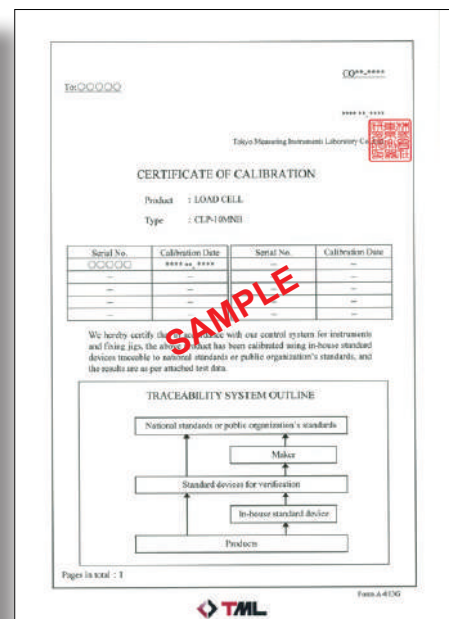 CO**-****
To:○○○○○
**** **, ****
Tokyo Measuring Instruments Laboratory Co.
CERTIFICATE OF CALIBRATION
Product : LOAD CELL
Type : CLP-10MNB
Serial No. Calibration Date Serial No. Calibration Date
○○○○○ **** **, **** – –
– – – –
– – – –
– – – –
– – – –
SAMPLE
We hereby certify that in accordance with our control system for instruments
and fixing jigs, the above product has been calibrated using in-house standard
devices traceable to national standards or public organization's standards, and
the results are as per attached test data.
TRACEABILITY SYSTEM OUTLINE
National standards or public organization's standards
Maker
Standard devices for verification
In-house standard device
Products
Pages in total : 1
TML